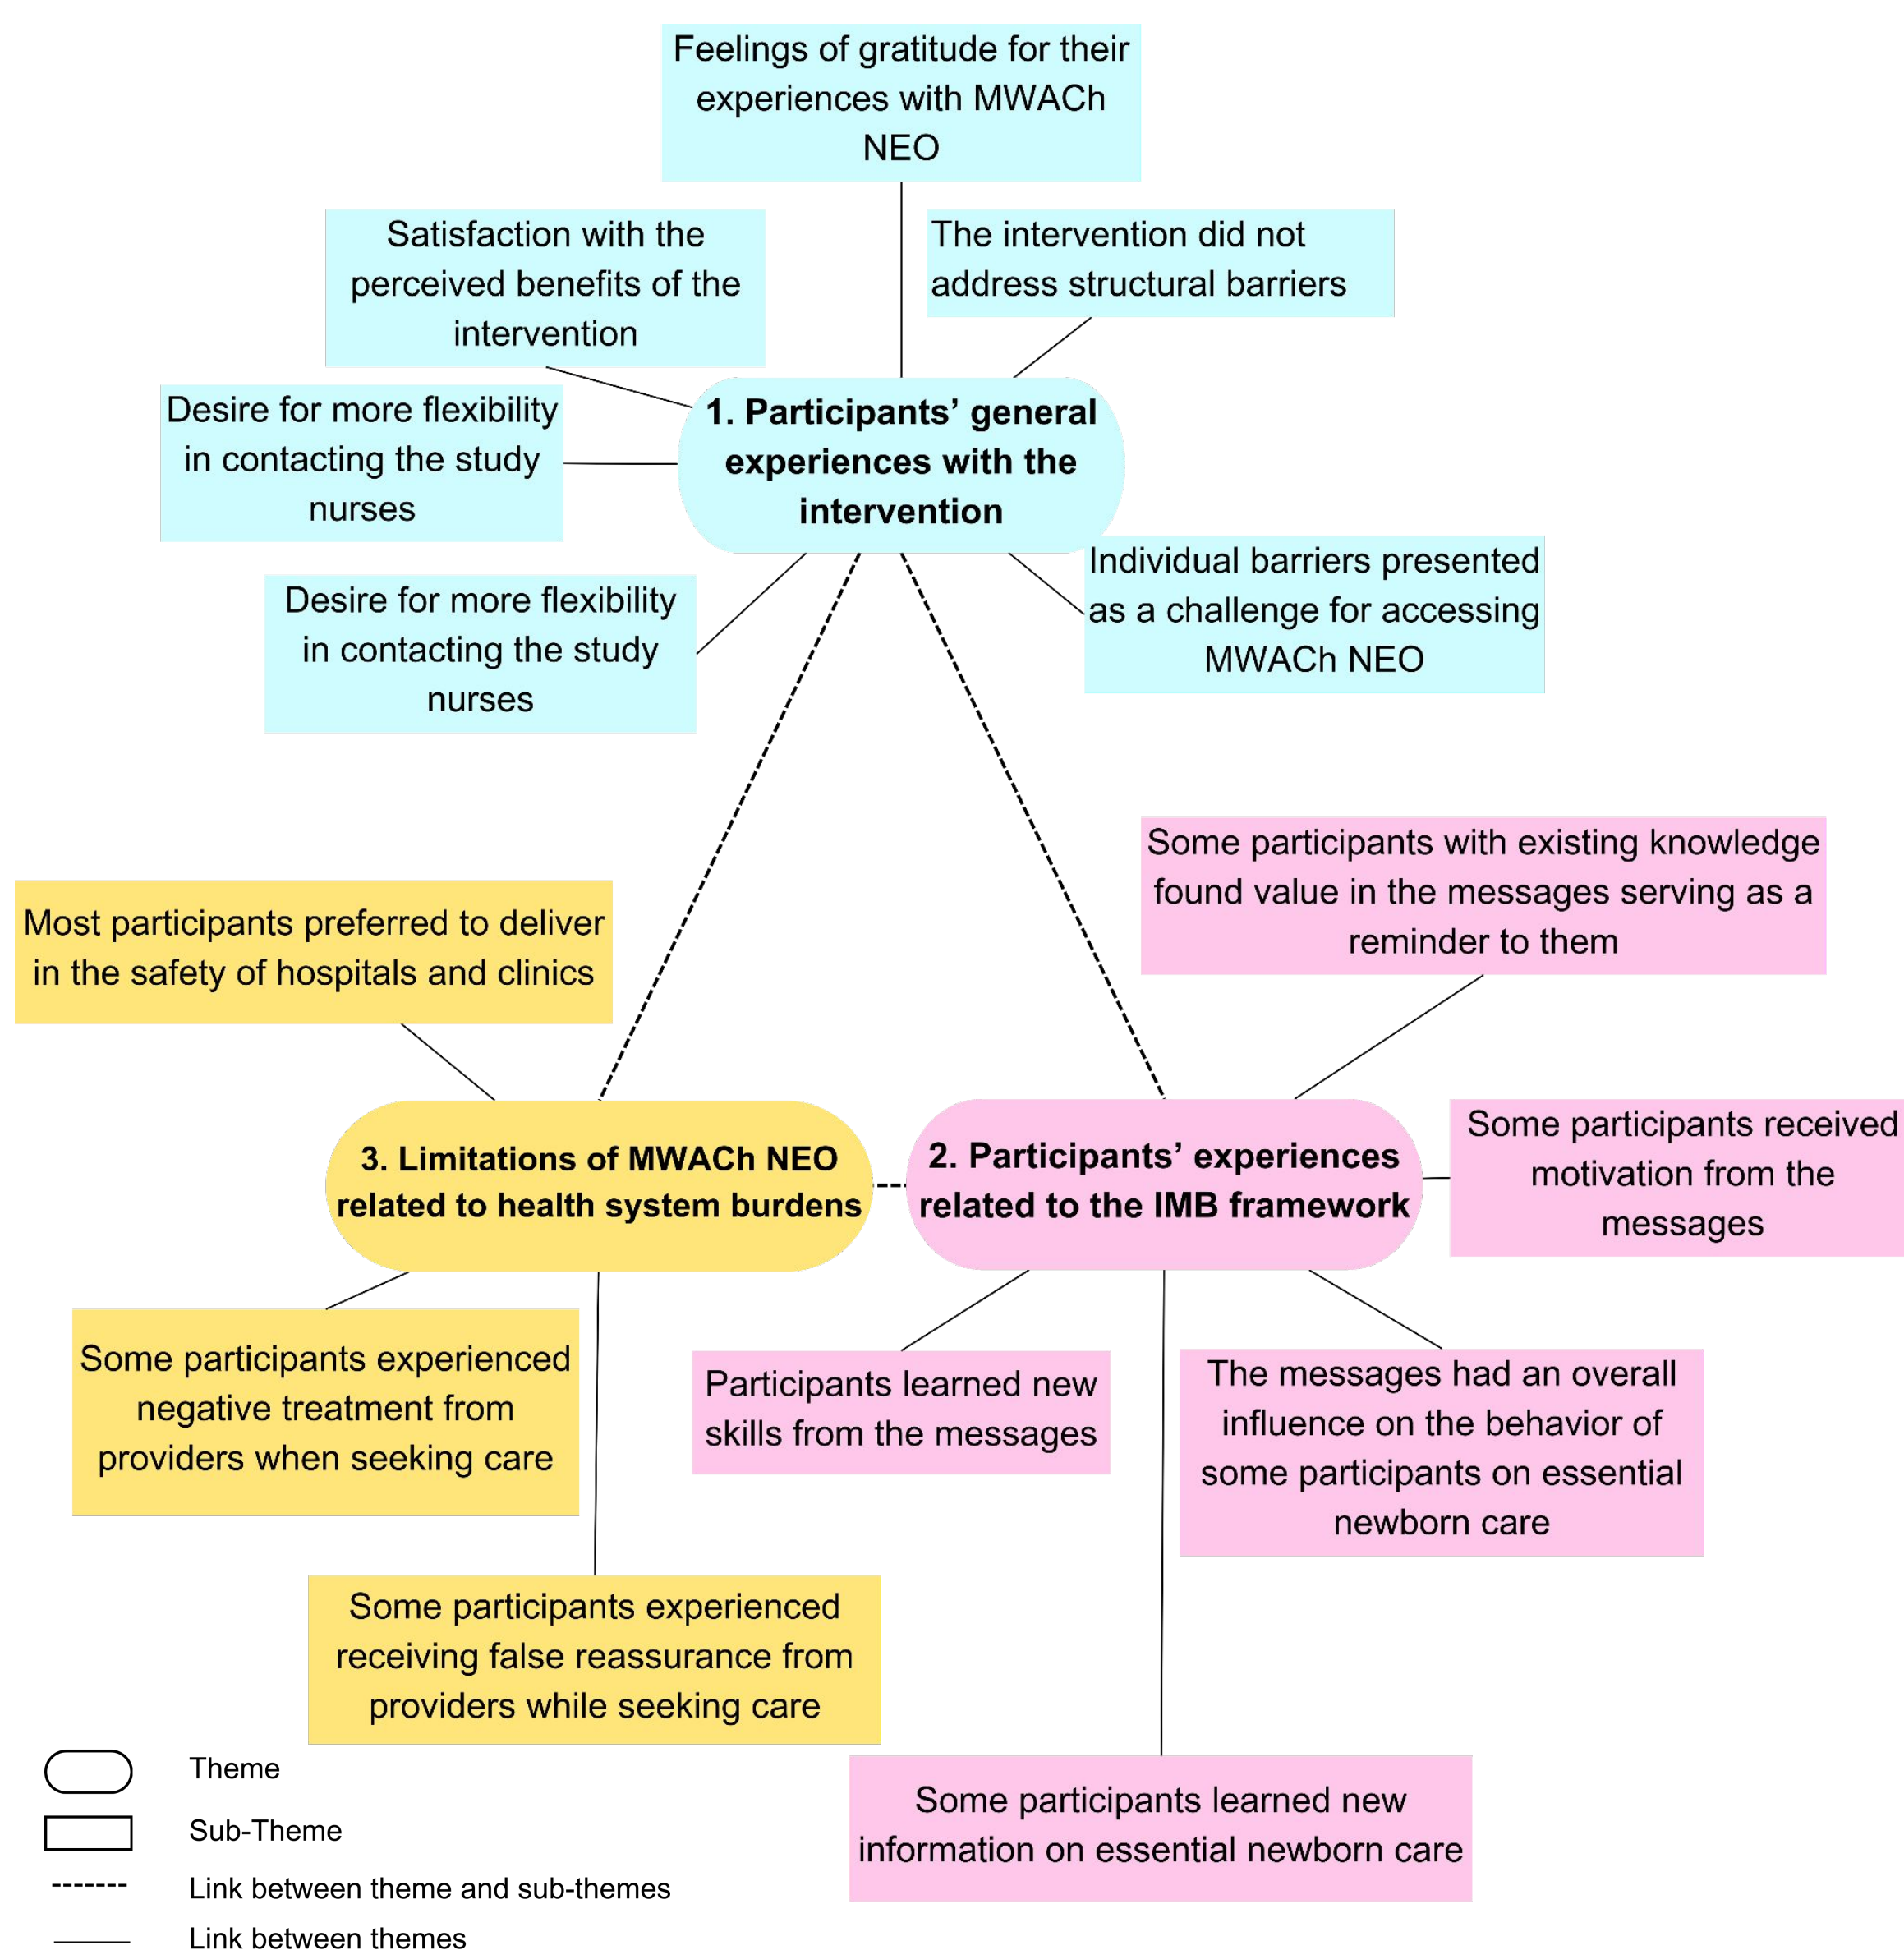 Feelings of gratitude for their
experiences with MWACh
NEO
Satisfaction with the
perceived benefits of the
intervention
The intervention did not
address structural barriers
Desire for more flexibility
in contacting the study
nurses
1. Participants’ general
experiences with the
intervention
Desire for more flexibility
in contacting the study
nurses
Individual barriers presented
as a challenge for accessing
MWACh NEO
Some participants with existing knowledge
found value in the messages serving as a
reminder to them
Most participants preferred to deliver
in the safety of hospitals and clinics
3. Limitations of MWACh NEO
related to health system burdens
2. Participants’ experiences
related to the IMB framework
Some participants received
motivation from the
messages
Some participants experienced
negative treatment from
providers when seeking care
Participants learned new
skills from the messages
The messages had an overall
influence on the behavior of
some participants on essential
newborn care
Some participants experienced
receiving false reassurance from
providers while seeking care
Some participants learned new
information on essential newborn care
Theme
Sub-Theme
Link between theme and sub-themes
Link between themes